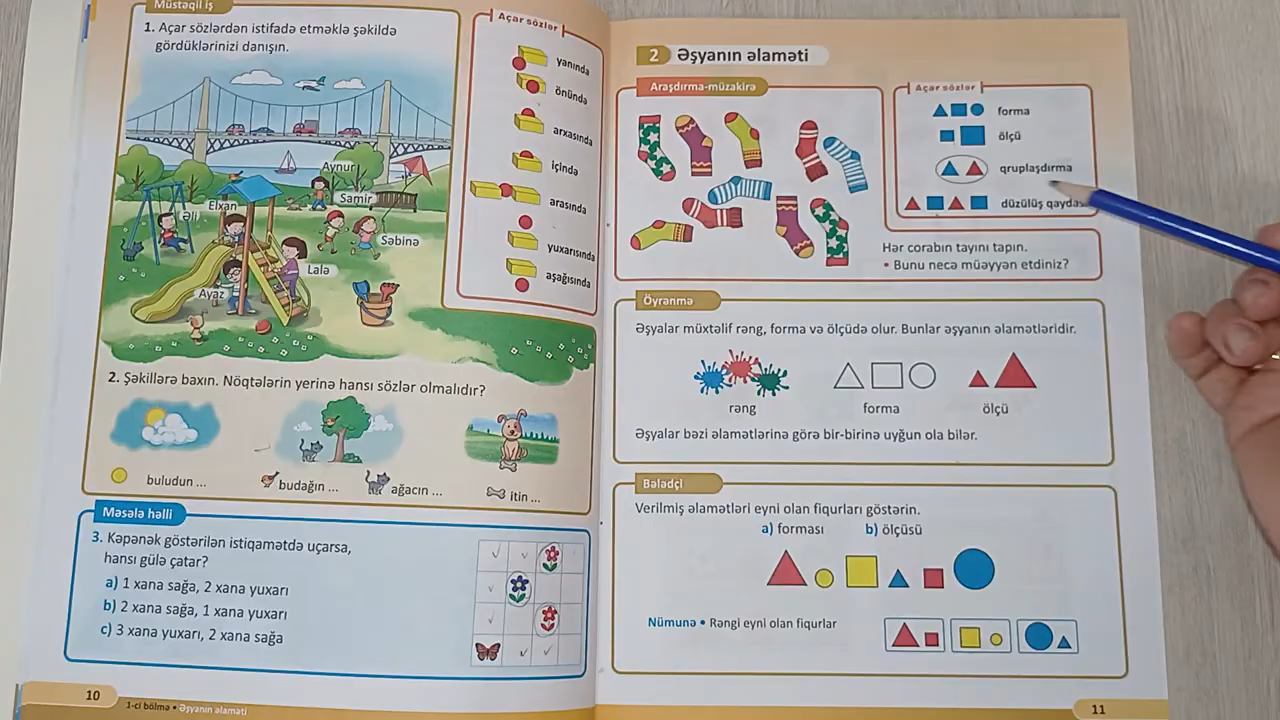 Müstəqil iş
1. Açar sözlərdən istifadə etməklə şəkildə
gördüklərinizi danışın.
Aynur
Samir
Elxan
Əli
Səbinə
Lalə
Ayaz
Açar sözlər
yanında
önündə
arxasında
içində
arasında
yuxarısında
aşağısında
2. Şəkillərə baxın. Nöqtələrin yerinə hansı sözlər olmalıdır?
buludun ...
budağın ...
ağacın ...
itin ...
Məsələ həlli
3. Kəpənək göstərilən istiqamətdə uçarsa,
hansı gülə çatar?
a) 1 xana sağa, 2 xana yuxarı
b) 2 xana sağa, 1 xana yuxarı
c) 3 xana yuxarı, 2 xana sağa
10
1-ci bölmə • Əşyanın əlaməti
2 Əşyanın əlaməti
Araşdırma-müzakirə
Açar sözlər
forma
ölçü
qruplaşdırma
düzülüş
Hər corabın tayını tapın.
• Bunu necə müəyyən etdiniz?
Öyrənmə
Əşyalar müxtəlif rəng, forma və ölçüdə olur. Bunlar əşyanın əlamətləridir.
rəng
forma
ölçü
Əşyalar bəzi əlamətlərinə görə bir-birinə uyğun ola bilər.
Bələdçi
Verilmiş əlamətləri eyni olan fiqurları göstərin.
a) forması b) ölçüsü
Nümunə • Rəngi eyni olan fiqurlar
11